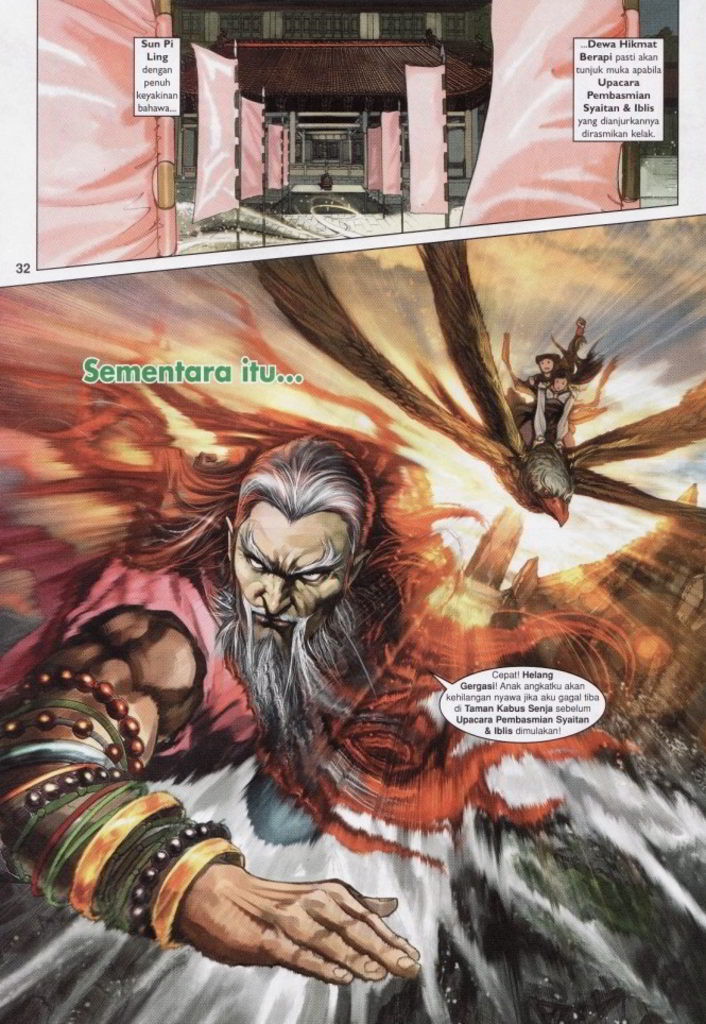 Sun Pi
Ling
dengan
penuh
keyakinan
bahawa...
...Dewa Hikmat
Berapi pasti akan
tunjuk muka apabila
Upacara
Pembasmian
Syaitan & Iblis
yang dianjurkannya
dirasmikan kelak.
32
Sementara itu...
Cepat! Helang
Gergasi! Anak angkatku akan
kehilangan nyawa jika aku gagal tiba
di Taman Kabus Senja sebelum
Upacara Pembasmian Syaitan
& Iblis dimulakan!